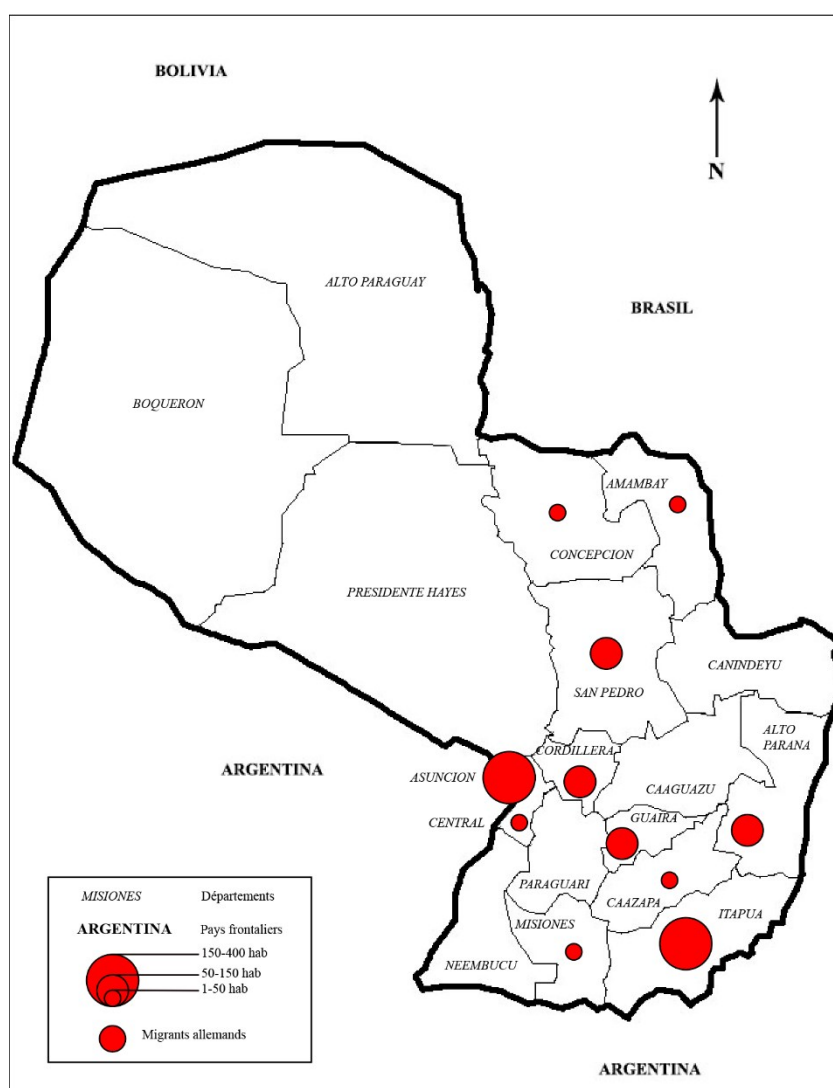 BOLIVIA
N
ALTO PARAGUAY
BRASIL
BOQUERON
AMAMBAY
CONCEPCION
PRESIDENTE HAYES
CANINDEYU
SAN PEDRO
ALTO
PARANA
CORDILLERA
ARGENTINA
ASUNCION
CAAGUAZU
CENTRAL
GUAIRA
PARAGUARI
CAAZAPA
ITAPUA
MISIONES
NEEMBUCU
MISIONES Départements
ARGENTINA Pays frontaliers
150-400 hab
50-150 hab
1-50 hab
Migrants allemands
ARGENTINA